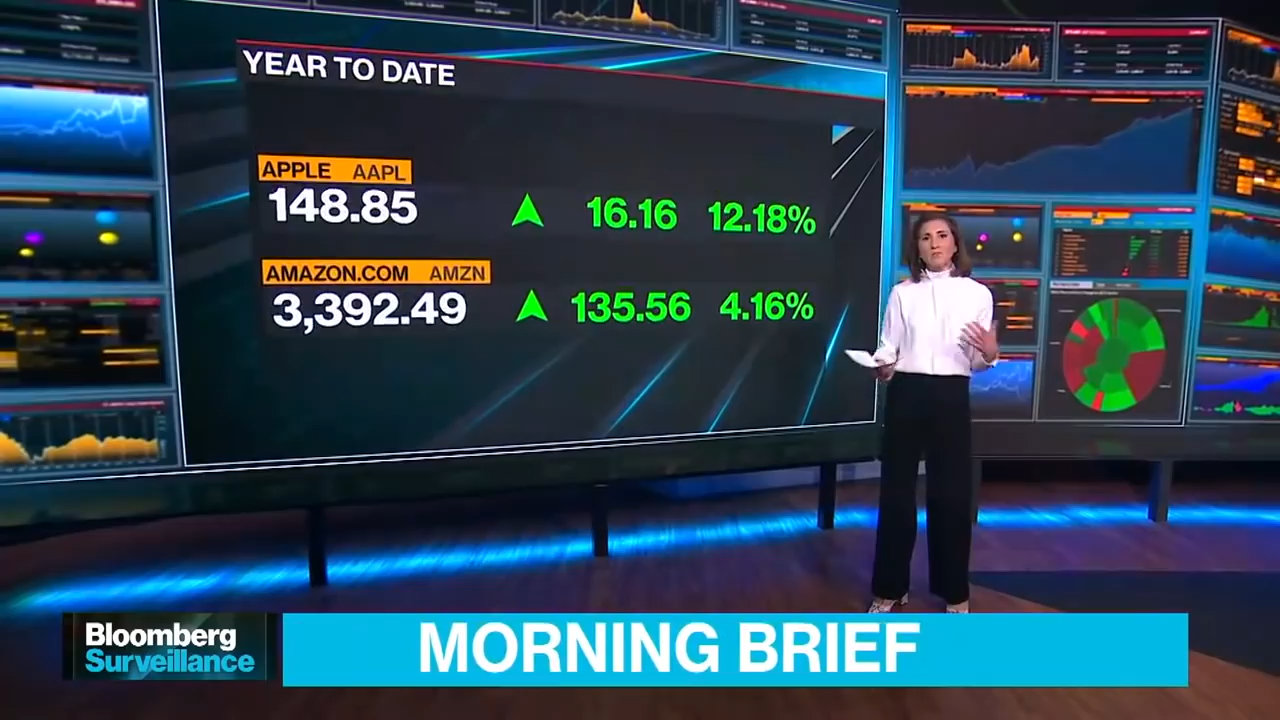 YEAR TO DATE
APPLE AAPL
148.85 16.16 12.18%
AMAZON.COM AMZN
3,392.49 135.56 4.16%
Bloomberg
Surveillance
MORNING BRIEF